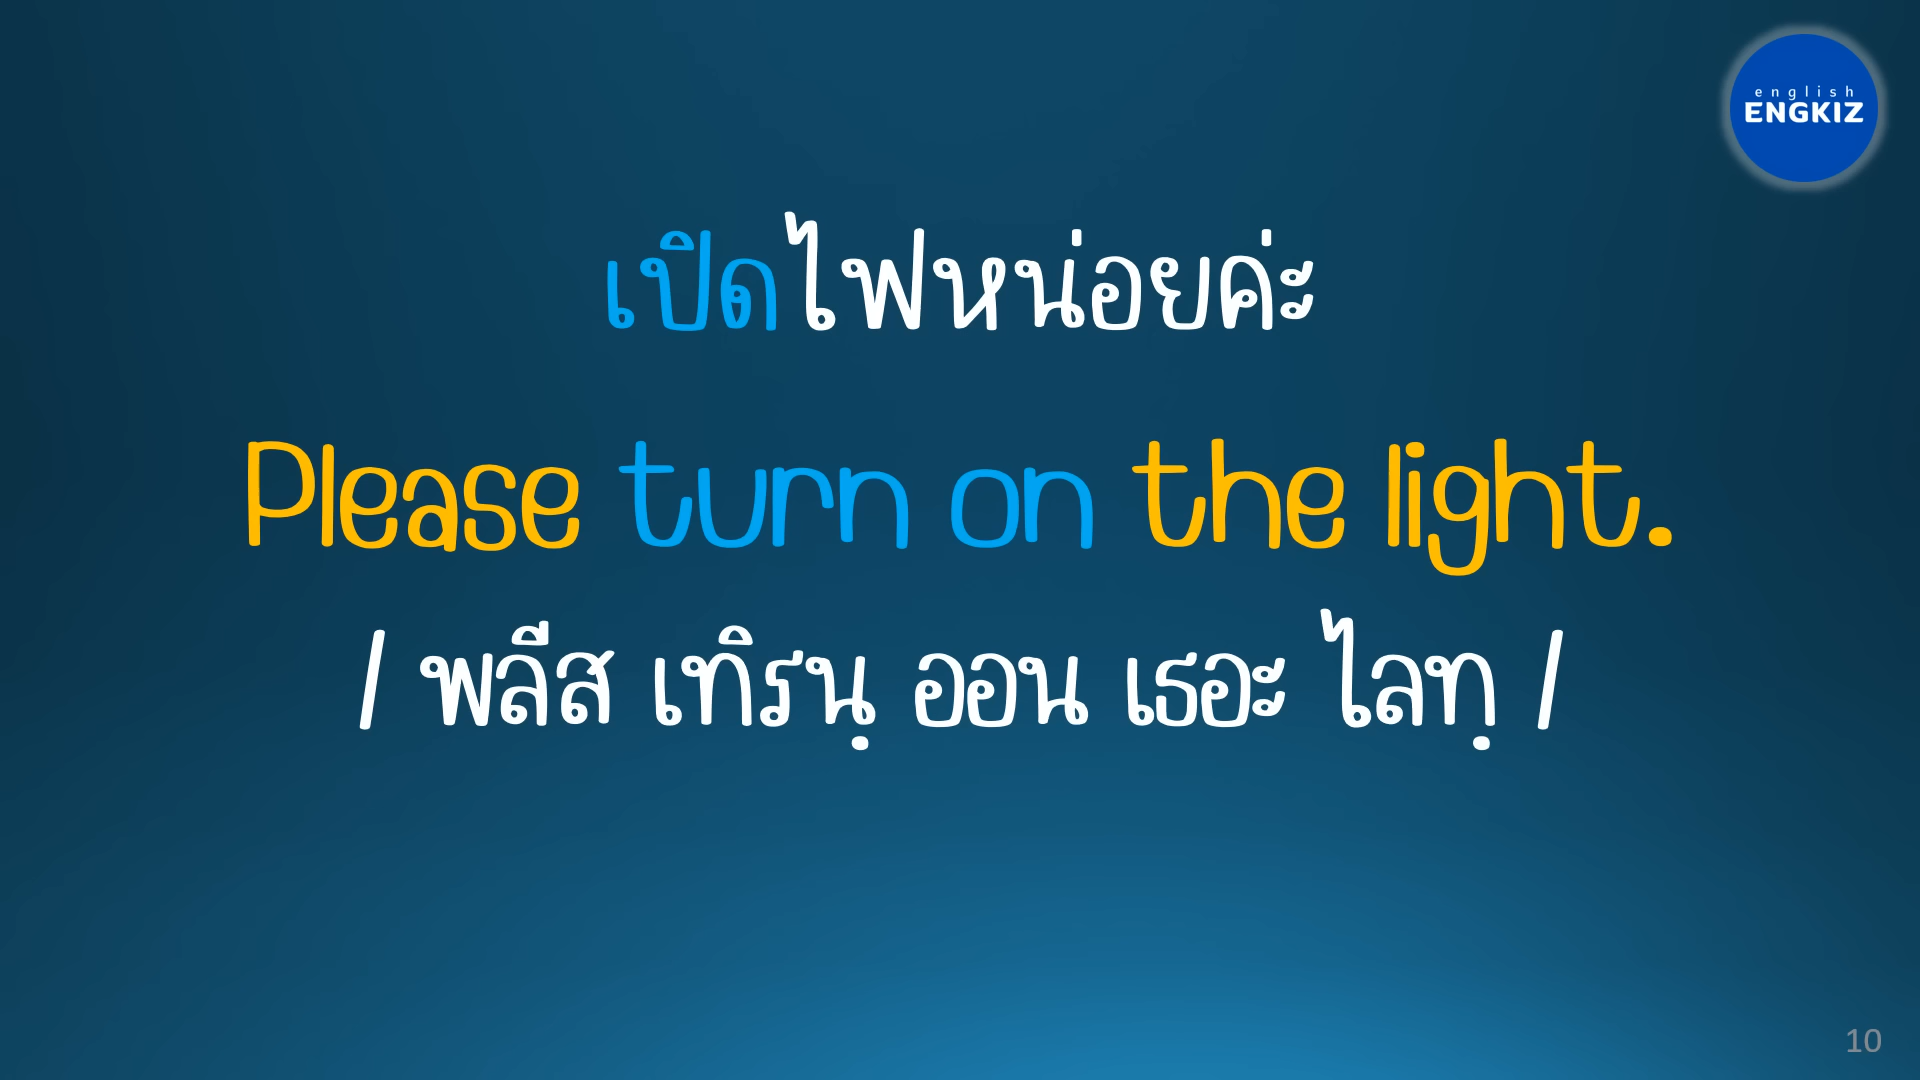 english
ENGKIZ
เปิดไฟหน่อยค่ะ
Please turn on the light.
/ พลีส เทิรนฺ ออน เธอะ ไลทฺ /
10